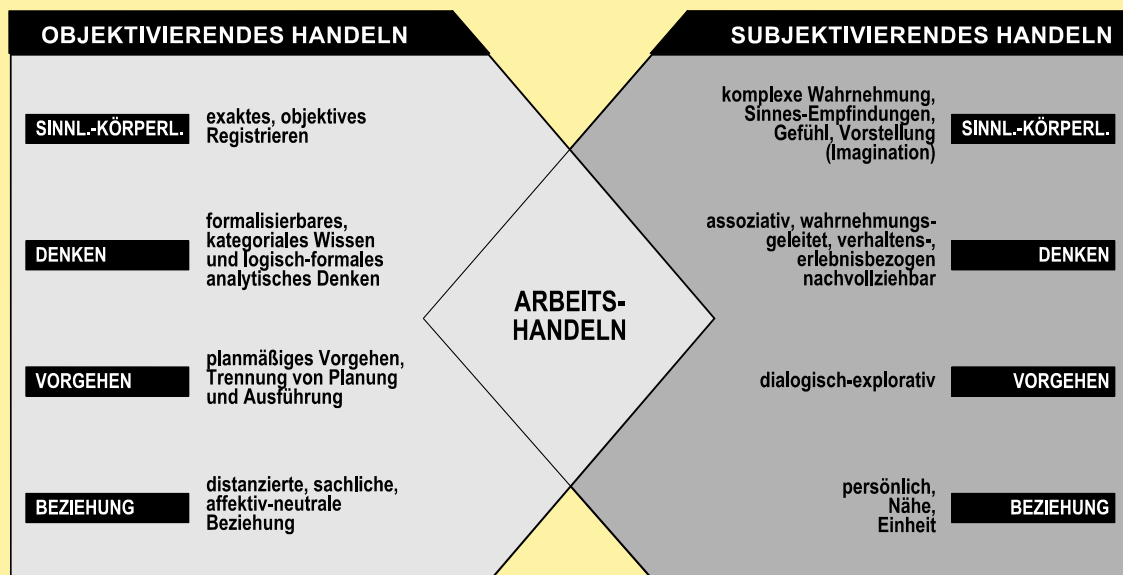 OBJEKTIVIERENDES HANDELN
SINNL.-KÖRPERL.
exaktes, objektives
Registrieren
DENKEN
formalisierbares,
kategoriales Wissen
und logisch-formales
analytisches Denken
VORGEHEN
planmäßiges Vorgehen,
Trennung von Planung
und Ausführung
BEZIEHUNG
distanzierte, sachliche,
affektiv-neutrale
Beziehung
ARBEITS-
HANDELN
SUBJEKTIVIERENDES HANDELN
komplexe Wahrnehmung,
Sinnes-Empfindungen,
Gefühl, Vorstellung
(Imagination)
SINNL.-KÖRPERL.
assoziativ, wahrnehmungs-
geleitet, verhaltens-,
erlebnisbezogen
nachvollziehbar
DENKEN
dialogisch-explorativ
VORGEHEN
persönlich,
Nähe,
Einheit
BEZIEHUNG